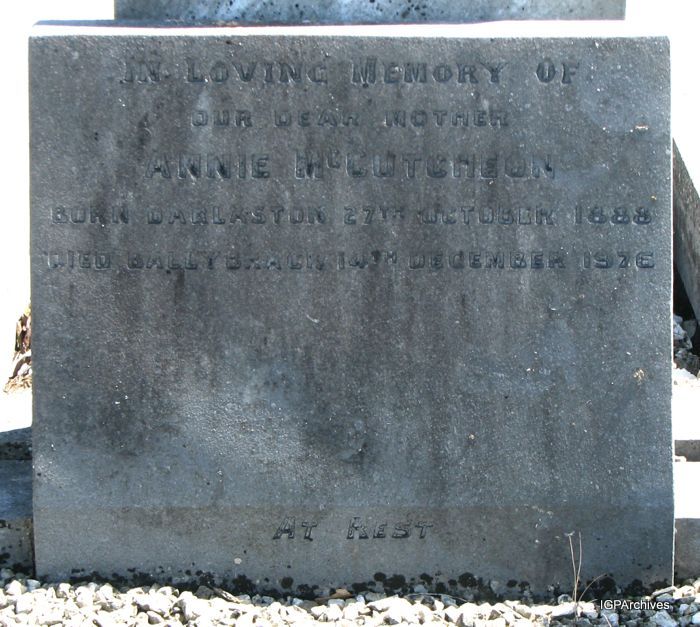 IN LOVING MEMORY OF
OUR DEAR MOTHER
ANNIE McCUTCHEON
BORN DARLASTON 27TH OCTOBER 1888
DIED BALLYBRACK 14TH DECEMBER 1976
AT REST
IGPArchives